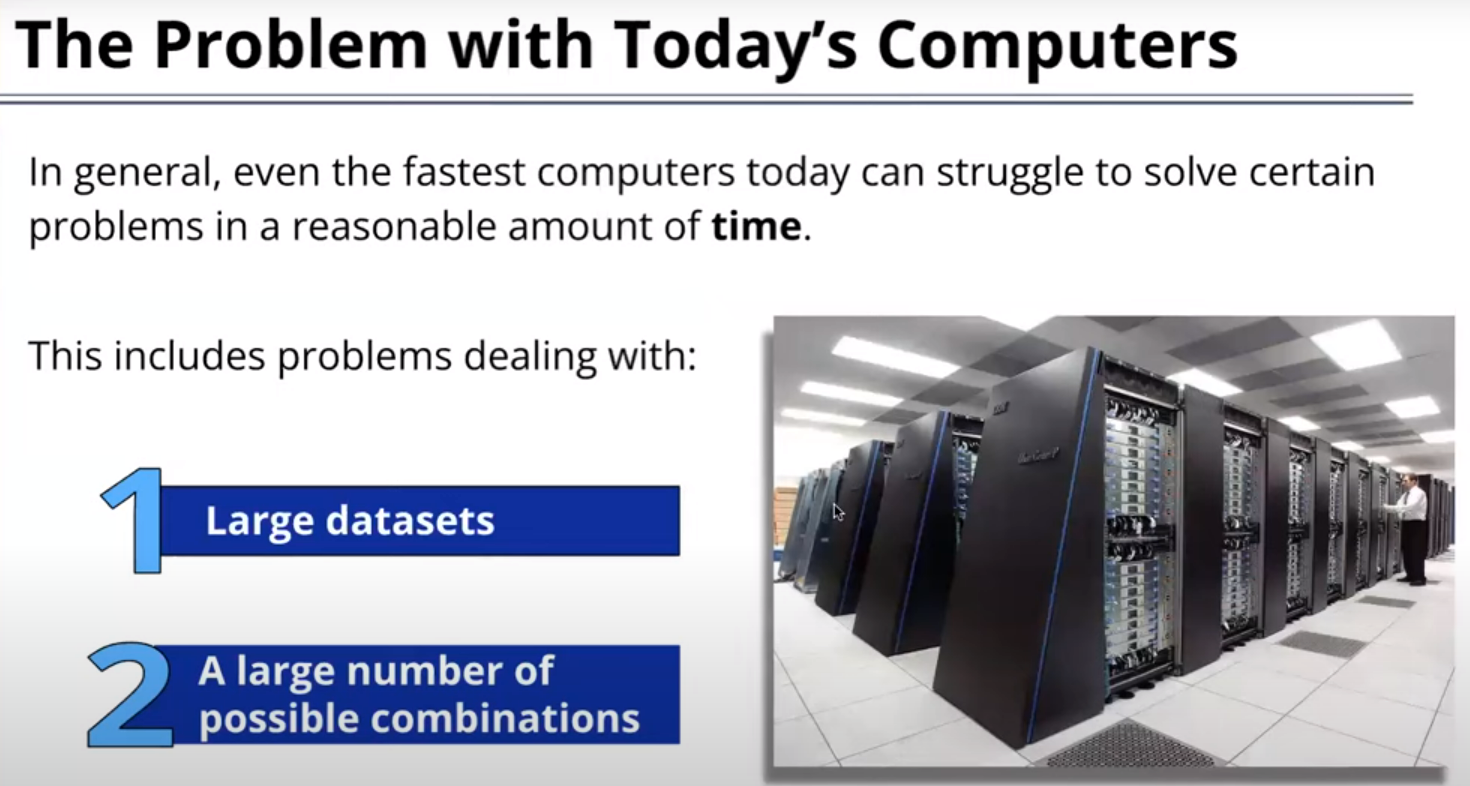 The Problem with Today’s Computers
In general, even the fastest computers today can struggle to solve certain
problems in a reasonable amount of time.
This includes problems dealing with:
1 Large datasets
2 A large number of
possible combinations